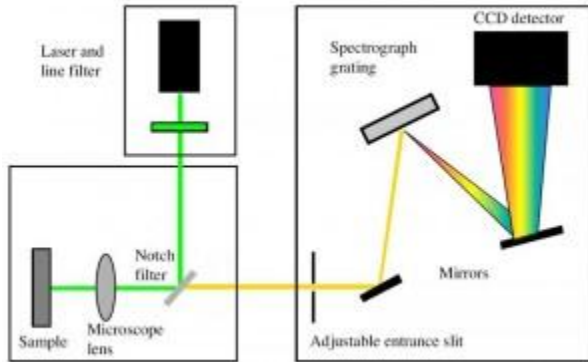 Laser and
line filter
Spectrograph
grating
CCD detector
Notch
filter
Sample
Microscope
lens
Adjustable entrance slit
Mirrors